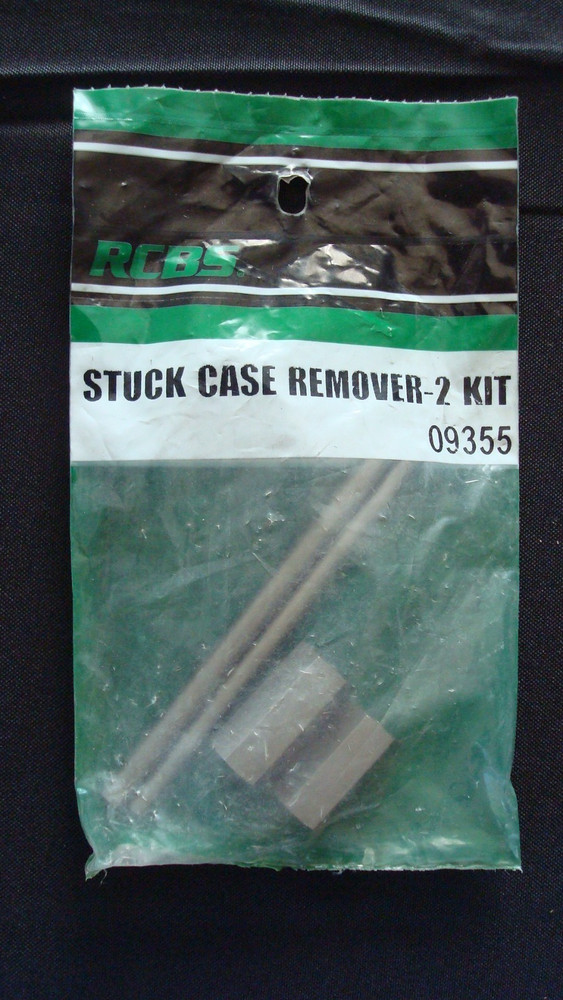 RCBS.
STUCK CASE REMOVER-2 KIT
09355